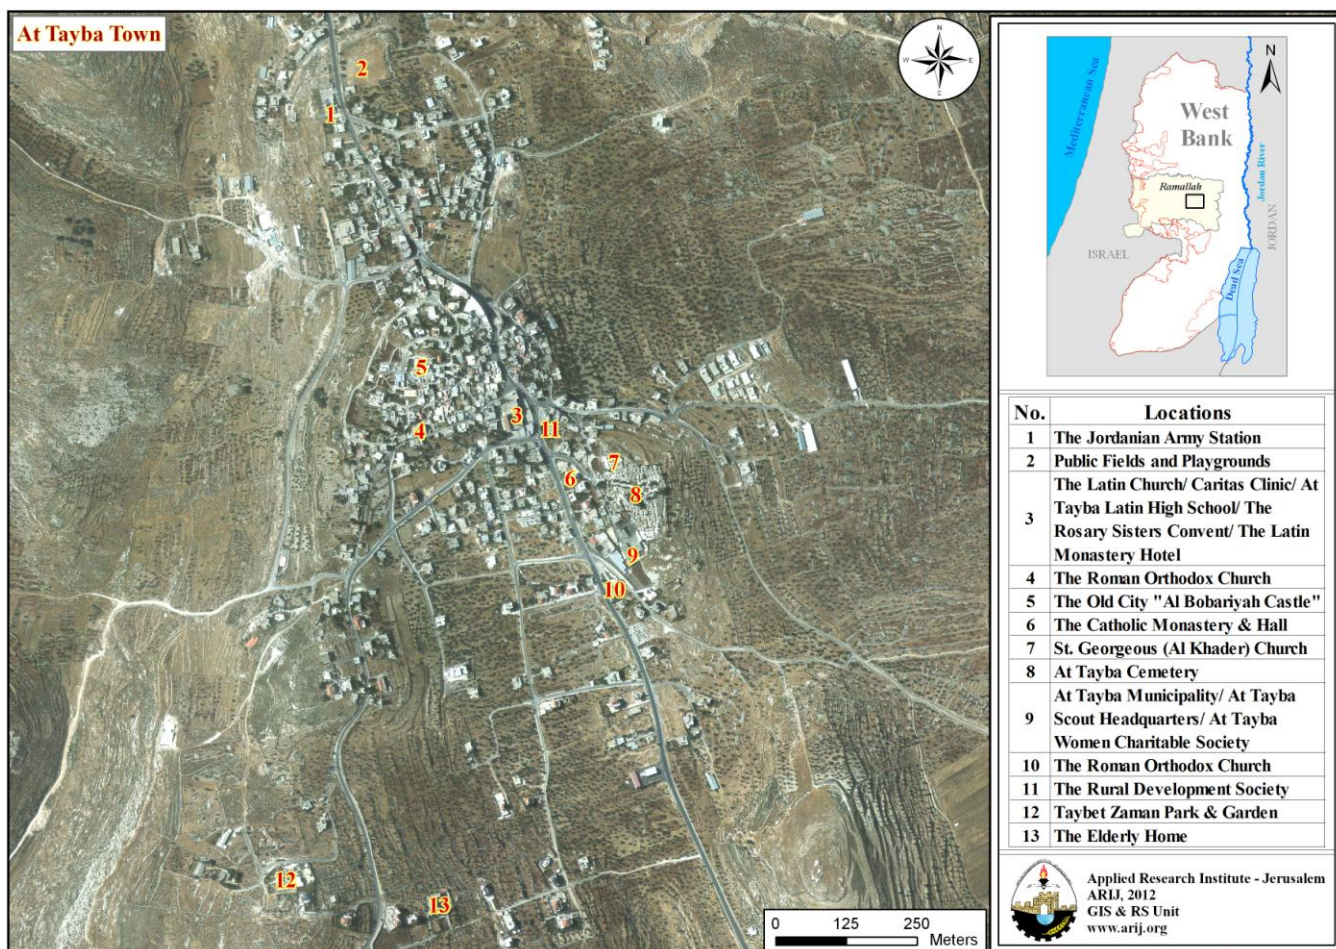 At Tayba Town
N
W
E
S
1
2
3
4
5
6
7
8
9
10
11
12
13
0 125 250
Meters
Mediterranean Sea
N
West
Bank
Jordan River
Ramallah
JORDAN
ISRAEL
Dead Sea
No. Locations
1 The Jordanian Army Station
2 Public Fields and Playgrounds
The Latin Church/ Caritas Clinic/ At
Tayba Latin High School/ The
3 Rosary Sisters Convent/ The Latin
Monastery Hotel
4 The Roman Orthodox Church
5 The Old City "Al Bobariyah Castle"
6 The Catholic Monastery & Hall
7 St. Georgeous (Al Khader) Church
8 At Tayba Cemetery
At Tayba Municipality/ At Tayba
9 Scout Headquarters/ At Tayba
Women Charitable Society
10 The Roman Orthodox Church
11 The Rural Development Society
12 Taybet Zaman Park & Garden
13 The Elderly Home
Applied Research Institute - Jerusalem
ARIJ, 2012
GIS & RS Unit
www.arij.org